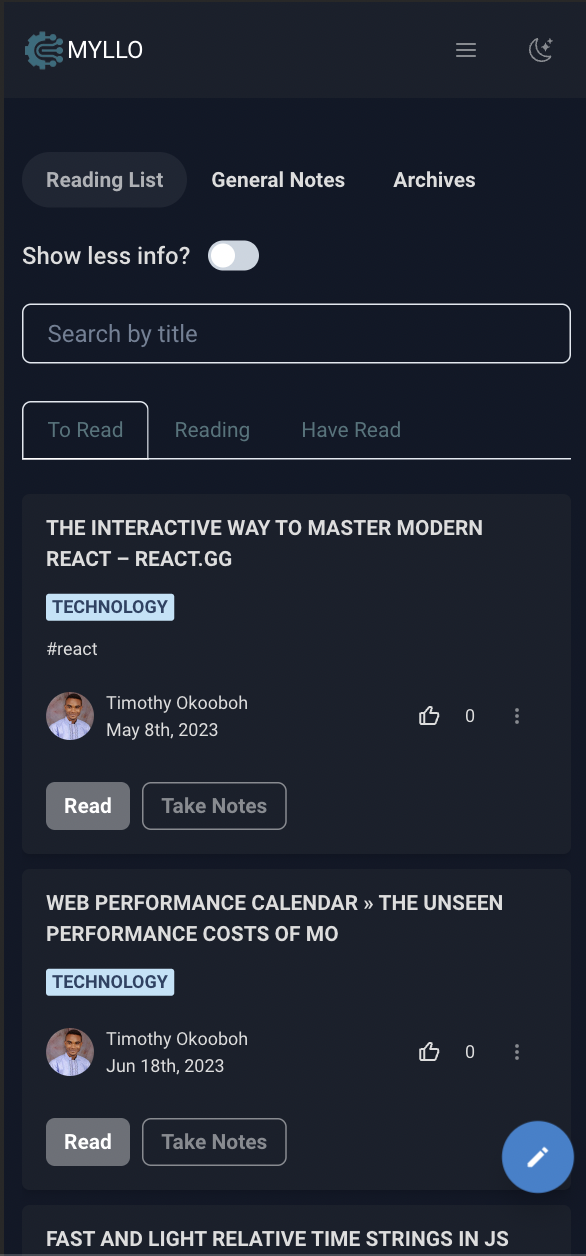 MYLLO
Reading List General Notes Archives
Show less info?
Search by title
To Read Reading Have Read
THE INTERACTIVE WAY TO MASTER MODERN
REACT – REACT.GG
TECHNOLOGY
#react
Timothy Okooboh
May 8th, 2023
0
Read Take Notes
WEB PERFORMANCE CALENDAR » THE UNSEEN
PERFORMANCE COSTS OF MO
TECHNOLOGY
Timothy Okooboh
Jun 18th, 2023
0
Read Take Notes
FAST AND LIGHT RELATIVE TIME STRINGS IN JS